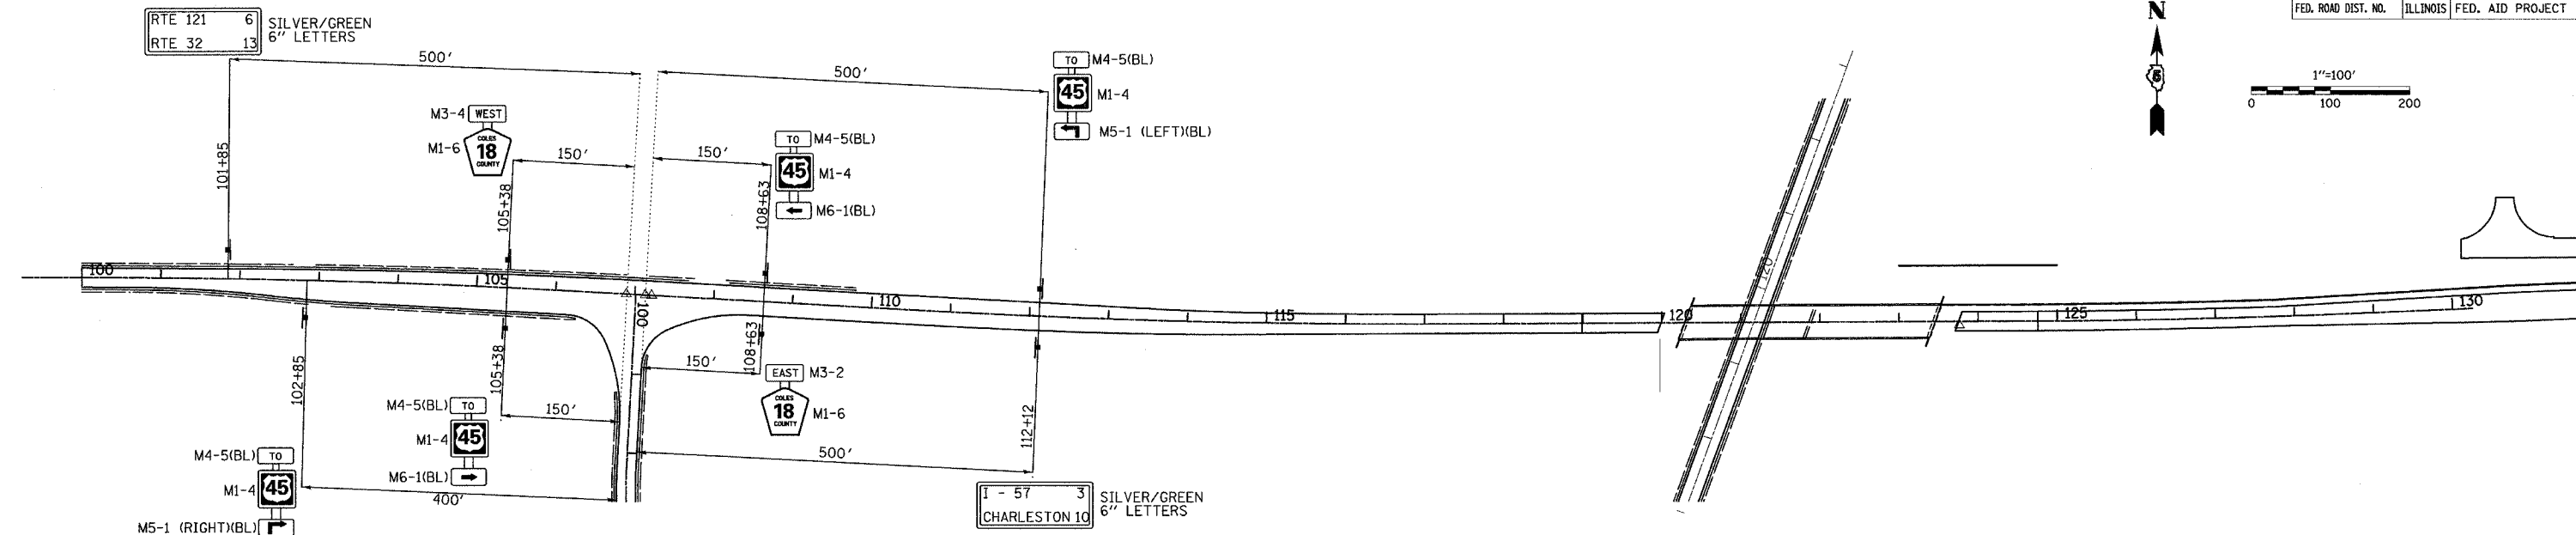 RTE 121 6
RTE 32 13
SILVER/GREEN
6" LETTERS
FED. ROAD DIST. NO. ILLINOIS FED. AID PROJECT
N
5
1"=100'
0 100 200
500'
500'
TO M4-5(BL)
45 M1-4
M5-1 (LEFT)(BL)
M3-4 WEST
M1-6 COLES
18
COUNTY
150'
150'
TO M4-5(BL)
45 M1-4
M6-1(BL)
101+85
105+38
108+63
100
105
110
115
120
125
130
120
100
102+85
105+38
108+63
112+12
150'
EAST M3-2
COLES
18 M1-6
COUNTY
M4-5(BL) TO
M1-4 45
M6-1(BL)
150'
500'
M4-5(BL) TO
M1-4 45
M5-1 (RIGHT)(BL)
400'
I - 57 3
CHARLESTON 10
SILVER/GREEN
6" LETTERS